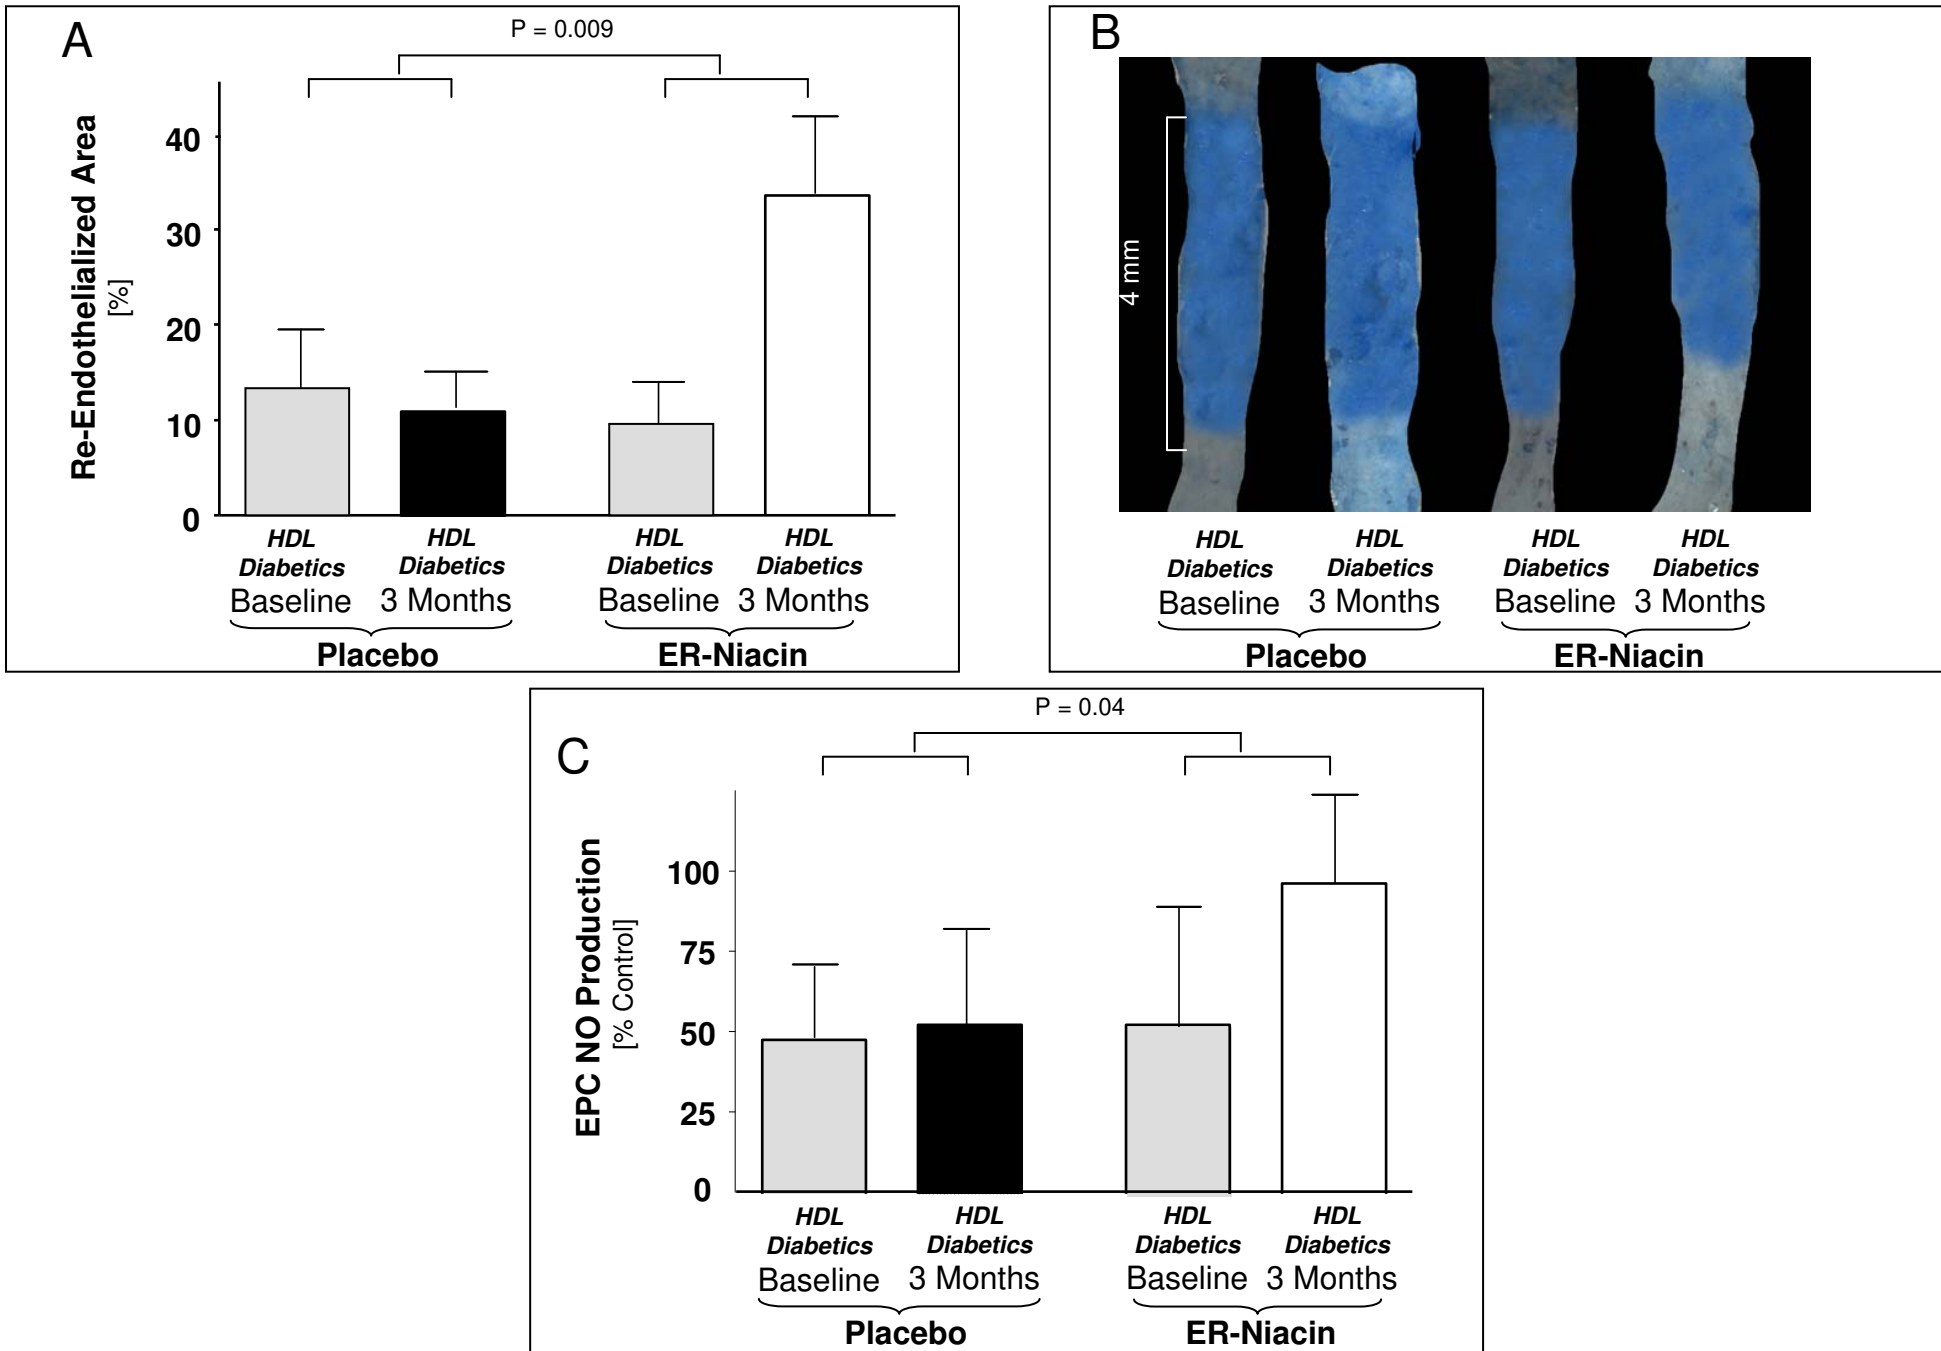 A
P = 0.009
Re-Endothelialized Area
[%]
40
30
20
10
0
HDL HDL HDL HDL
Diabetics Diabetics Diabetics Diabetics
Baseline 3 Months Baseline 3 Months
Placebo ER-Niacin
B
4 mm
HDL HDL HDL HDL
Diabetics Diabetics Diabetics Diabetics
Baseline 3 Months Baseline 3 Months
Placebo ER-Niacin
P = 0.04
C
EPC NO Production
[% Control]
100
75
50
25
0
HDL HDL HDL HDL
Diabetics Diabetics Diabetics Diabetics
Baseline 3 Months Baseline 3 Months
Placebo ER-Niacin